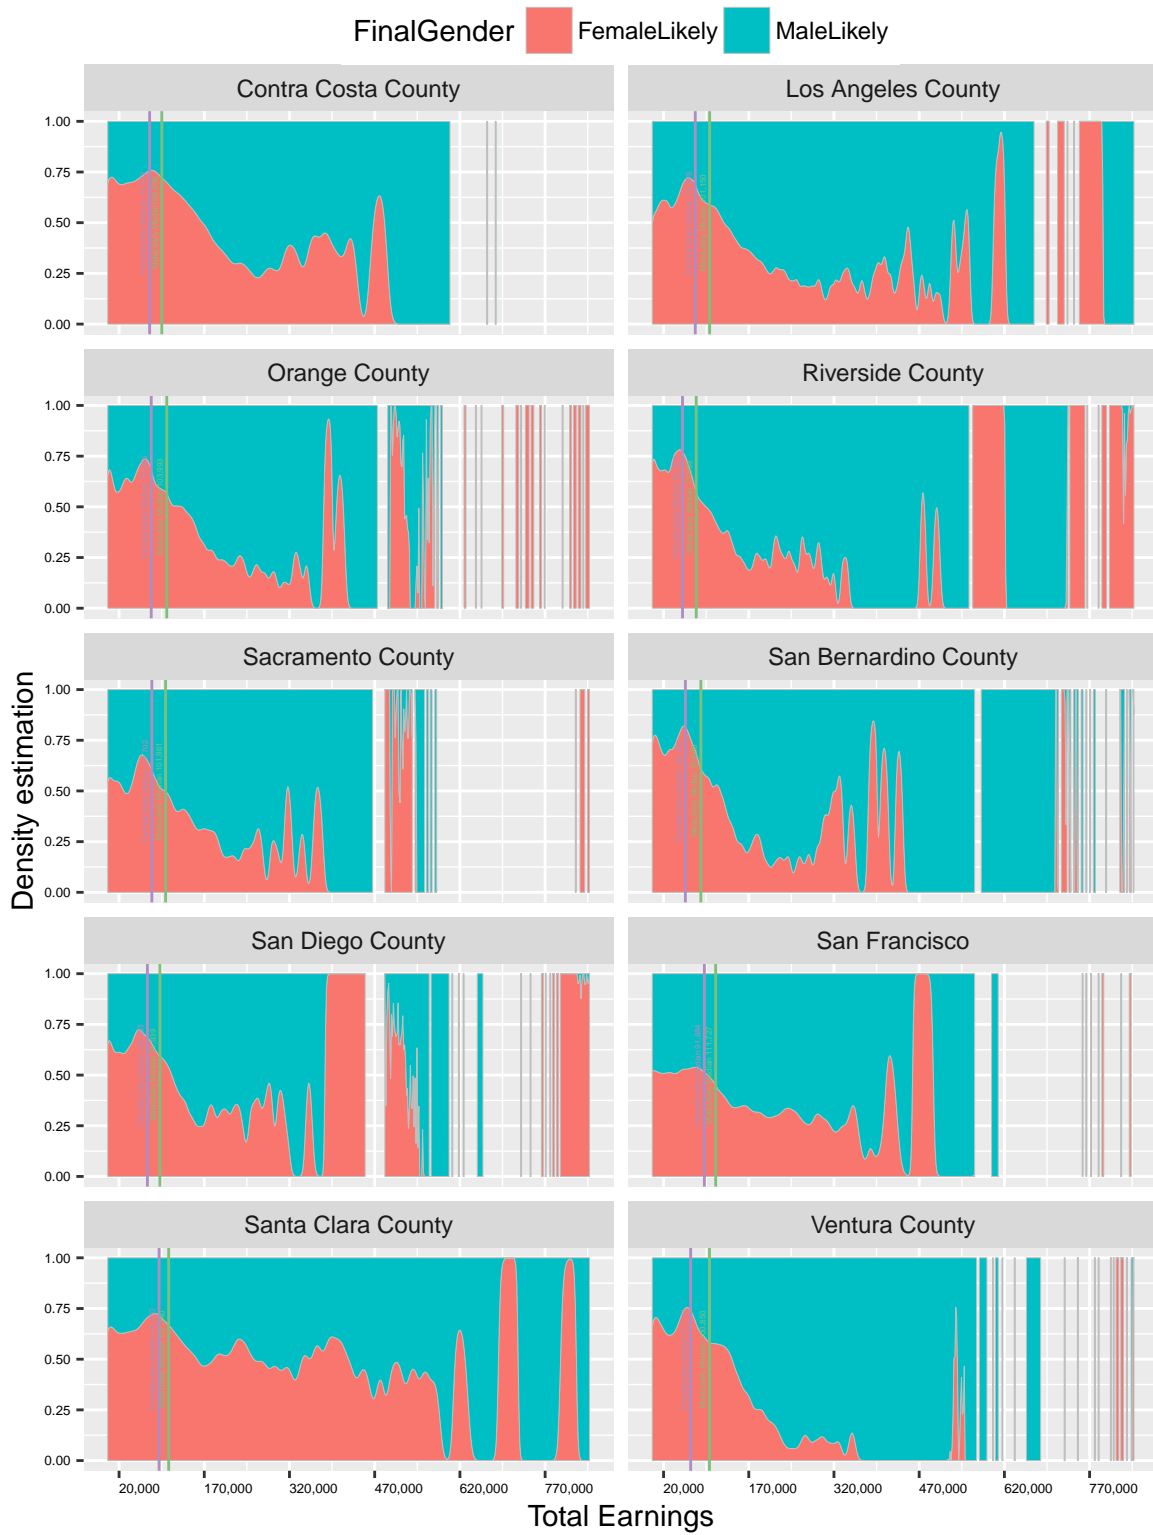 FinalGender FemaleLikely MaleLikely
Contra Costa County
Los Angeles County
1.00
0.75
0.50
0.25
0.00
Orange County
Riverside County
1.00
0.75
0.50
0.25
0.00
Sacramento County
San Bernardino County
1.00
0.75
0.50
0.25
0.00
San Diego County
San Francisco
1.00
0.75
0.50
0.25
0.00
Santa Clara County
Ventura County
1.00
0.75
0.50
0.25
0.00
Density estimation
20,000 170,000 300,000 470,000 620,000 770,000
20,000 170,000 300,000 470,000 620,000 770,000
Total Earnings